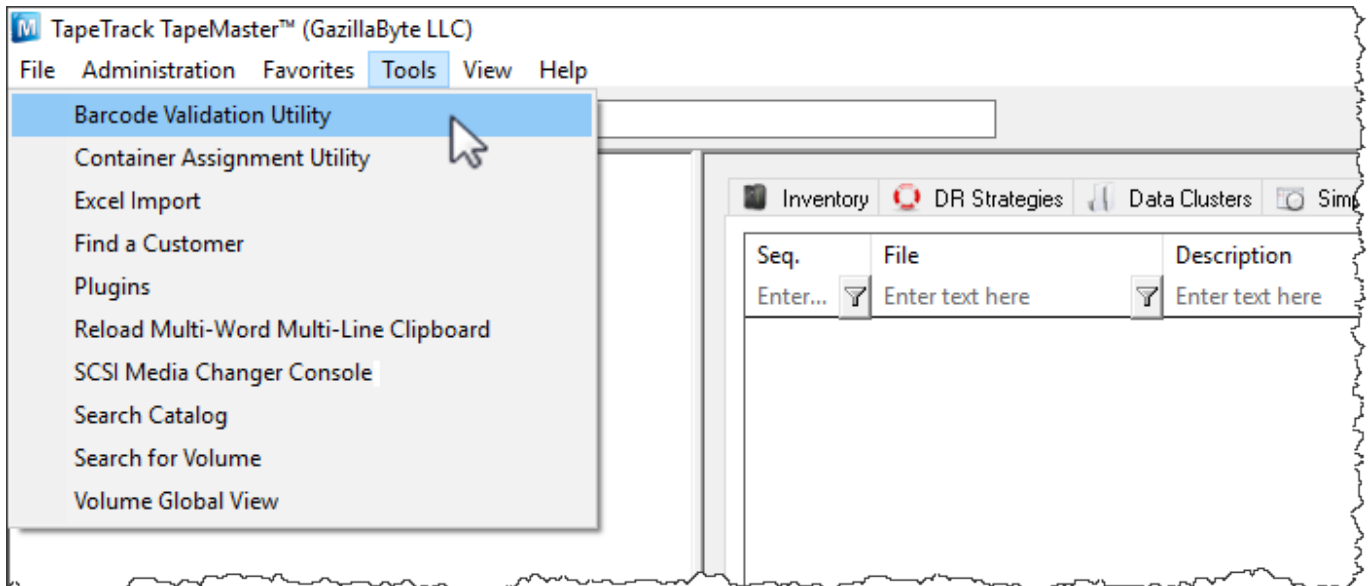 TapeTrack TapeMaster™ (GazillaByte LLC)
File Administration Favorites Tools View Help
Barcode Validation Utility
Container Assignment Utility
Excel Import
Find a Customer
Plugins
Reload Multi-Word Multi-Line Clipboard
SCSI Media Changer Console
Search Catalog
Search for Volume
Volume Global View
Inventory DR Strategies Data Clusters
Seq. File Description
Enter... Enter text here Enter text here